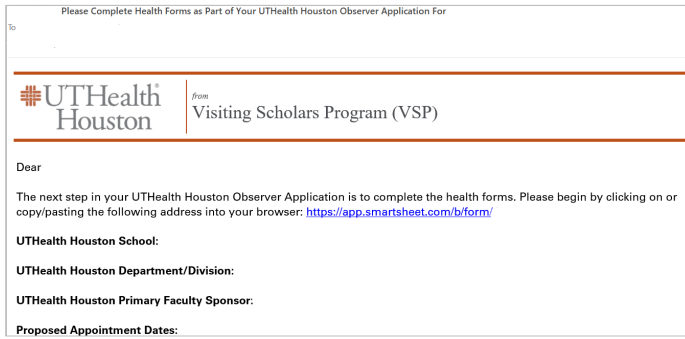 Please Complete Health Forms as Part of Your UTHealth Houston Observer Application For
To
UTHealth®
Houston
from
Visiting Scholars Program (VSP)
Dear
The next step in your UTHealth Houston Observer Application is to complete the health forms. Please begin by clicking on or
copy/pasting the following address into your browser: https://app.smartsheet.com/b/form/
UTHealth Houston School:
UTHealth Houston Department/Division:
UTHealth Houston Primary Faculty Sponsor:
Proposed Appointment Dates: